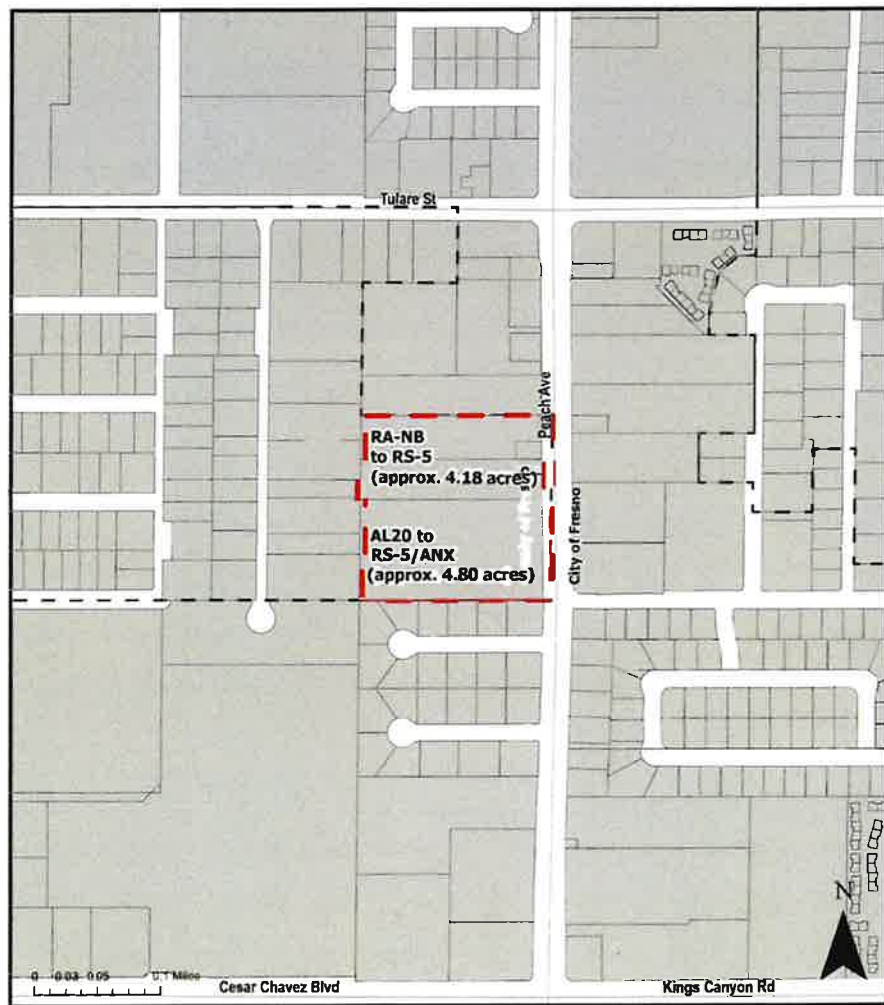 Tulare St
Peach Ave
RA-NB
to RS-5
(approx. 4.18 acres)
AL20 to
RS-5/ANX
(approx. 4.80 acres)
City of Fresno
N
0 0.03 0.05 0.1 Miles
Cesar Chavez Blvd
Kings Canyon Rd